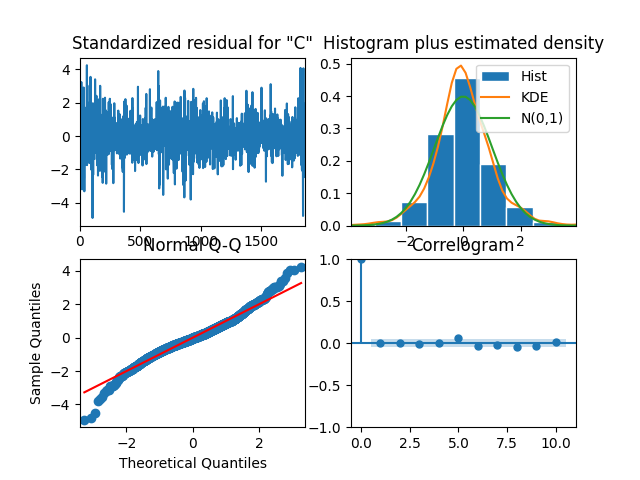 Standardized residual for "C"
4
2
0
−2
−4
0 500 1000 1500
Histogram plus estimated density
0.5
0.4
0.3
0.2
0.1
0.0
Hist
KDE
N(0,1)
−2 0 2
Normal Q-Q
Sample Quantiles
4
2
0
−2
−4
−2 0 2
Theoretical Quantiles
Correlogram
1.0
0.5
0.0
−0.5
−1.0
0.0 2.5 5.0 7.5 10.0